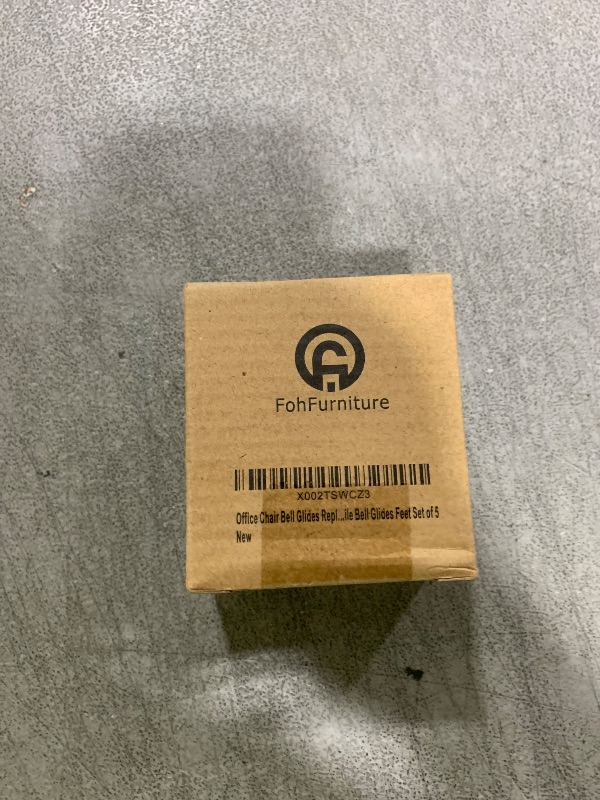 FohFurniture
X002TSWCZ3
Office Chair Bell Glides Repl...ile Bell Glides Feet Set of 5
New